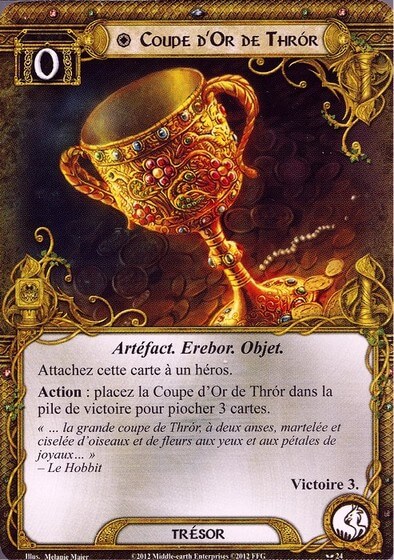 Coupe d'Or de Thrór
0
Artéfact. Erebor. Objet.
Attachez cette carte à un héros.
Action : placez la Coupe d'Or de Thrór dans la
pile de victoire pour piocher 3 cartes.
« ... la grande coupe de Thrór, à deux anses, martelée et
ciselée d'oiseaux et de fleurs aux yeux et aux pétales de
joyaux... »
– Le Hobbit
Victoire 3.
TRÉSOR
Illus. Melanie Maier ©2012 Middle-earth Enterprises ©2012 FFG 24